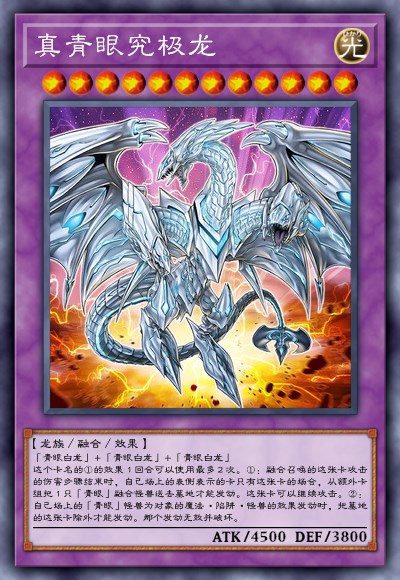 真青眼究极龙
光
ひかり
【龙族／融合／效果】
「青眼白龙」+「青眼白龙」+「青眼白龙」
这个卡名的①的效果1回合可以使用最多2次。①：融合召唤的这张卡攻击
的伤害步骤结束时，自己场上的表侧表示的卡只有这张卡的场合，从额外卡
组把1只「青眼」融合怪兽送去墓地才能发动。这张卡可以继续攻击。②：
自己场上的「青眼」怪兽为对象的魔法·陷阱·怪兽的效果发动时，把墓地
的这张卡除外才能发动。那个发动无效并破坏。
ATK/4500 DEF/3800